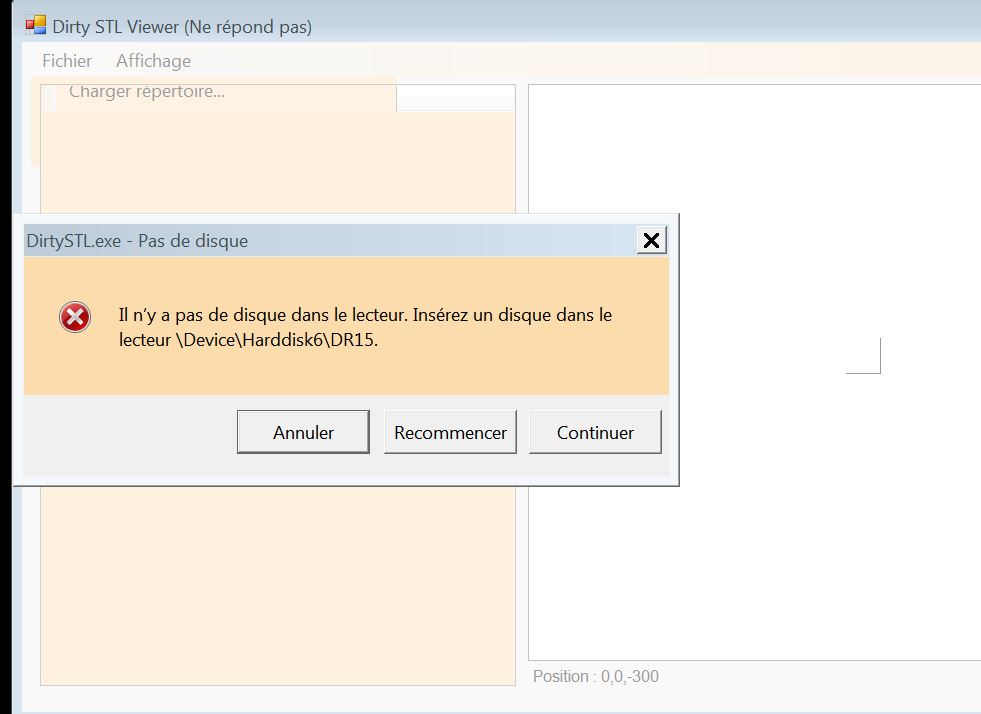 Dirty STL Viewer (Ne répond pas)
Fichier Affichage
Charger répertoire...
DirtySTL.exe - Pas de disque
Il n'y a pas de disque dans le lecteur. Insérez un disque dans le
lecteur \Device\Harddisk6\DR15.
Annuler Recommencer Continuer
Position : 0,0,-300